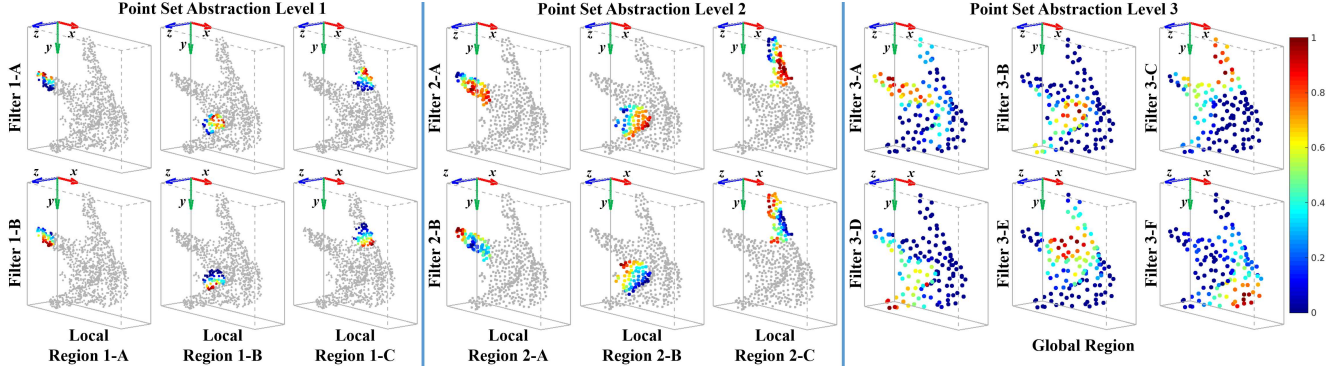 Point Set Abstraction Level 1
Point Set Abstraction Level 2
Point Set Abstraction Level 3
z x z x z x z x z x z x z x z x z x
y y y y y y y y y
Filter 1-A
Filter 2-A
Filter 3-A
Filter 3-B
Filter 3-C
z x z x z x z x z x z x z x z x z x
y y y y y y y y y
Filter 1-B
Filter 2-B
Filter 3-D
Filter 3-E
Filter 3-F
1
0.8
0.6
0.4
0.2
0
Local
Region 1-A
Local
Region 1-B
Local
Region 1-C
Local
Region 2-A
Local
Region 2-B
Local
Region 2-C
Global Region